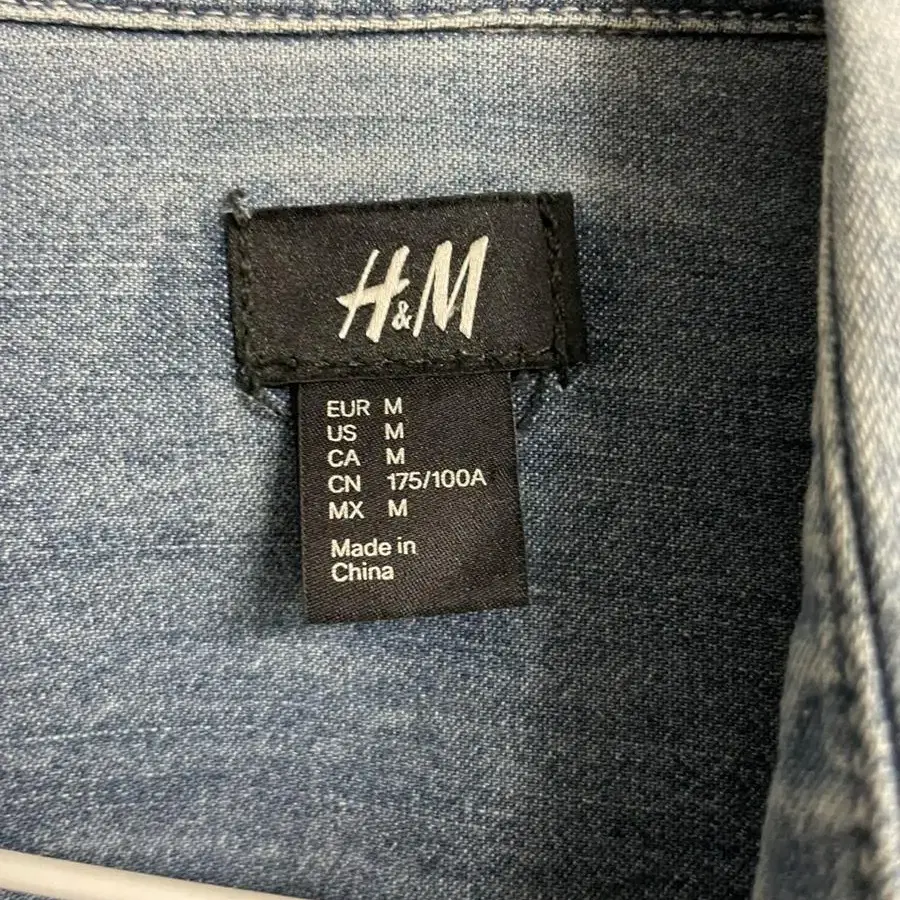 H&M
EUR M
US M
CA M
CN 175/100A
MX M
Made in
China